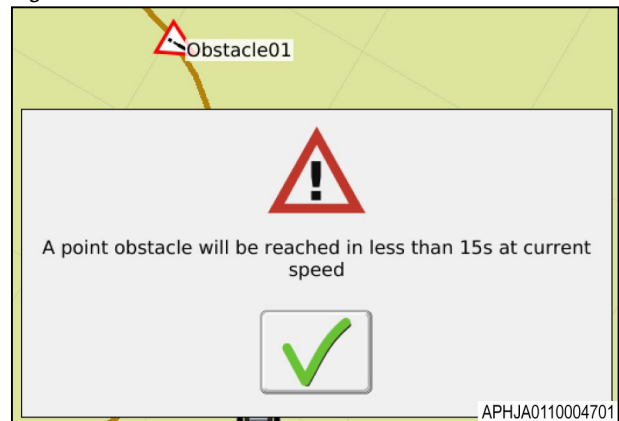 Obstacle01
!
A point obstacle will be reached in less than 15s at current
speed
APHJA0110004701